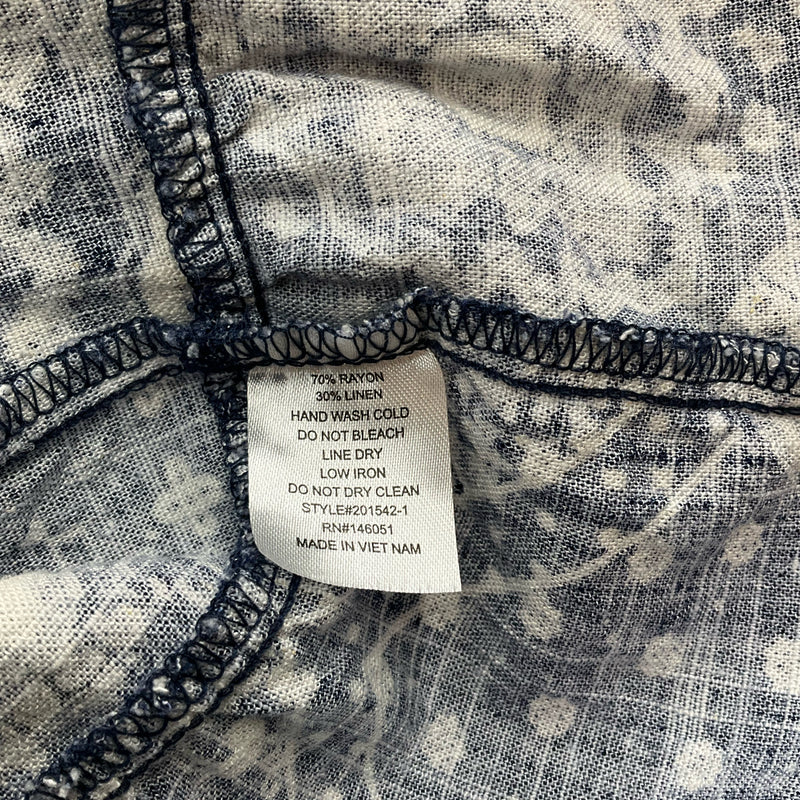 70% RAYON
30% LINEN
HAND WASH COLD
DO NOT BLEACH
LINE DRY
LOW IRON
DO NOT DRY CLEAN
STYLE#201542-1
RN#146051
MADE IN VIET NAM